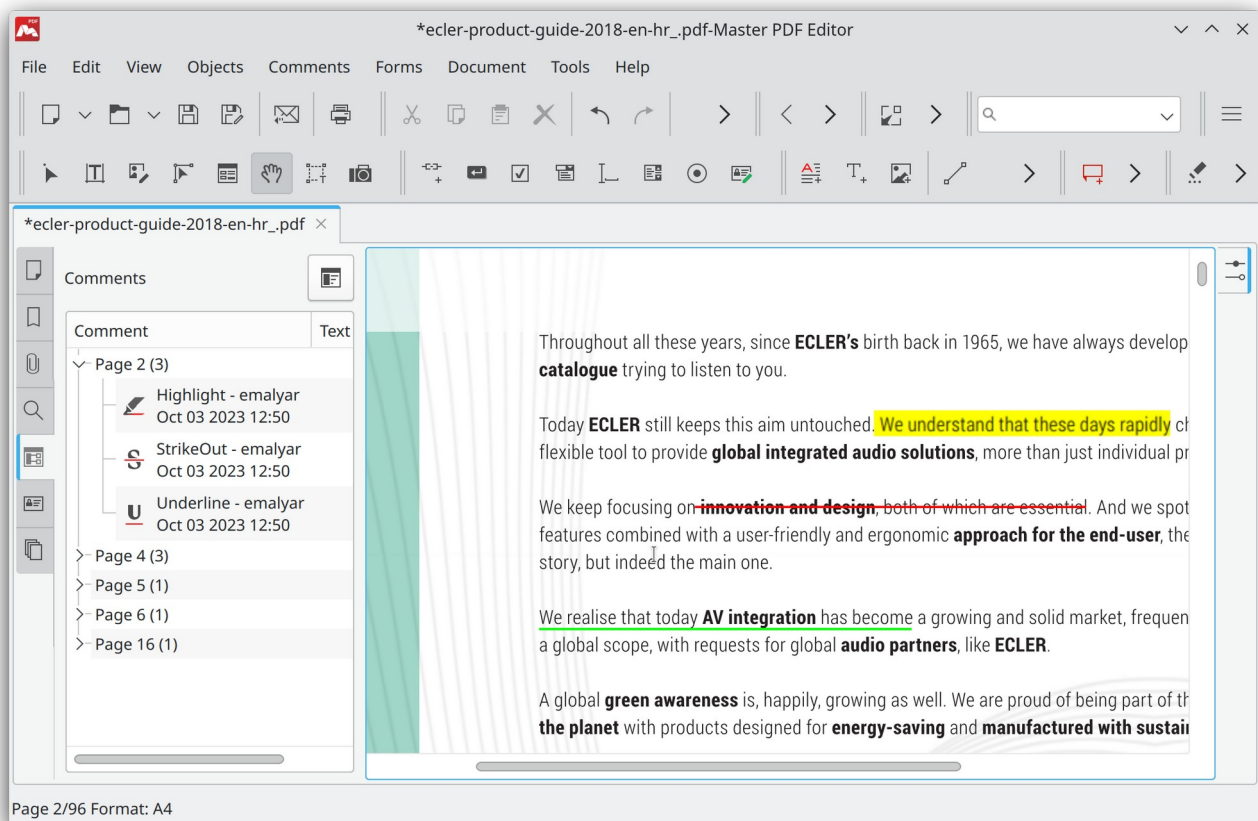 PDF
*ecler-product-guide-2018-en-hr_.pdf-Master PDF Editor
File Edit View Objects Comments Forms Document Tools Help
*ecler-product-guide-2018-en-hr_.pdf
Comments
Comment Text
Page 2 (3)
Highlight - emalyar
Oct 03 2023 12:50
StrikeOut - emalyar
Oct 03 2023 12:50
Underline - emalyar
Oct 03 2023 12:50
Page 4 (3)
Page 5 (1)
Page 6 (1)
Page 16 (1)
Throughout all these years, since ECLER's birth back in 1965, we have always develop
catalogue trying to listen to you.
Today ECLER still keeps this aim untouched. We understand that these days rapidly ch
flexible tool to provide global integrated audio solutions, more than just individual pr
We keep focusing on innovation and design, both of which are essential. And we spot
features combined with a user-friendly and ergonomic approach for the end-user, the
story, but indeed the main one.
We realise that today AV integration has become a growing and solid market, frequen
a global scope, with requests for global audio partners, like ECLER.
A global green awareness is, happily, growing as well. We are proud of being part of th
the planet with products designed for energy-saving and manufactured with sustain
Page 2/96 Format: A4